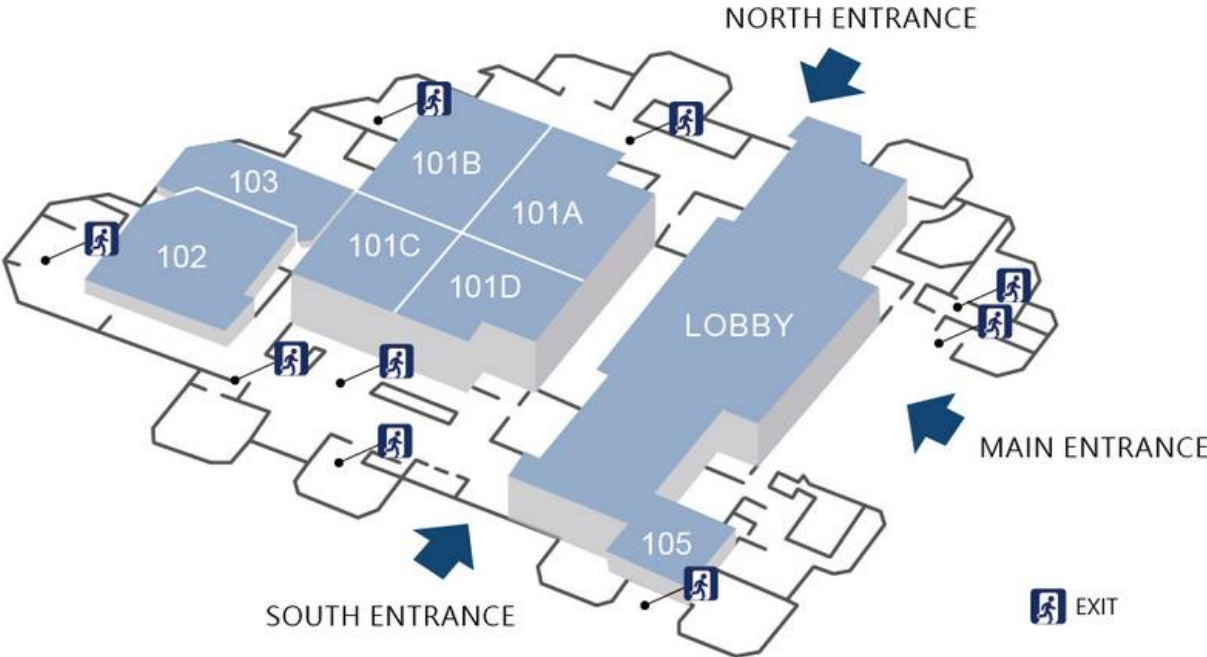 NORTH ENTRANCE
101B
103
101A
101C
102
101D
LOBBY
MAIN ENTRANCE
105
SOUTH ENTRANCE
EXIT